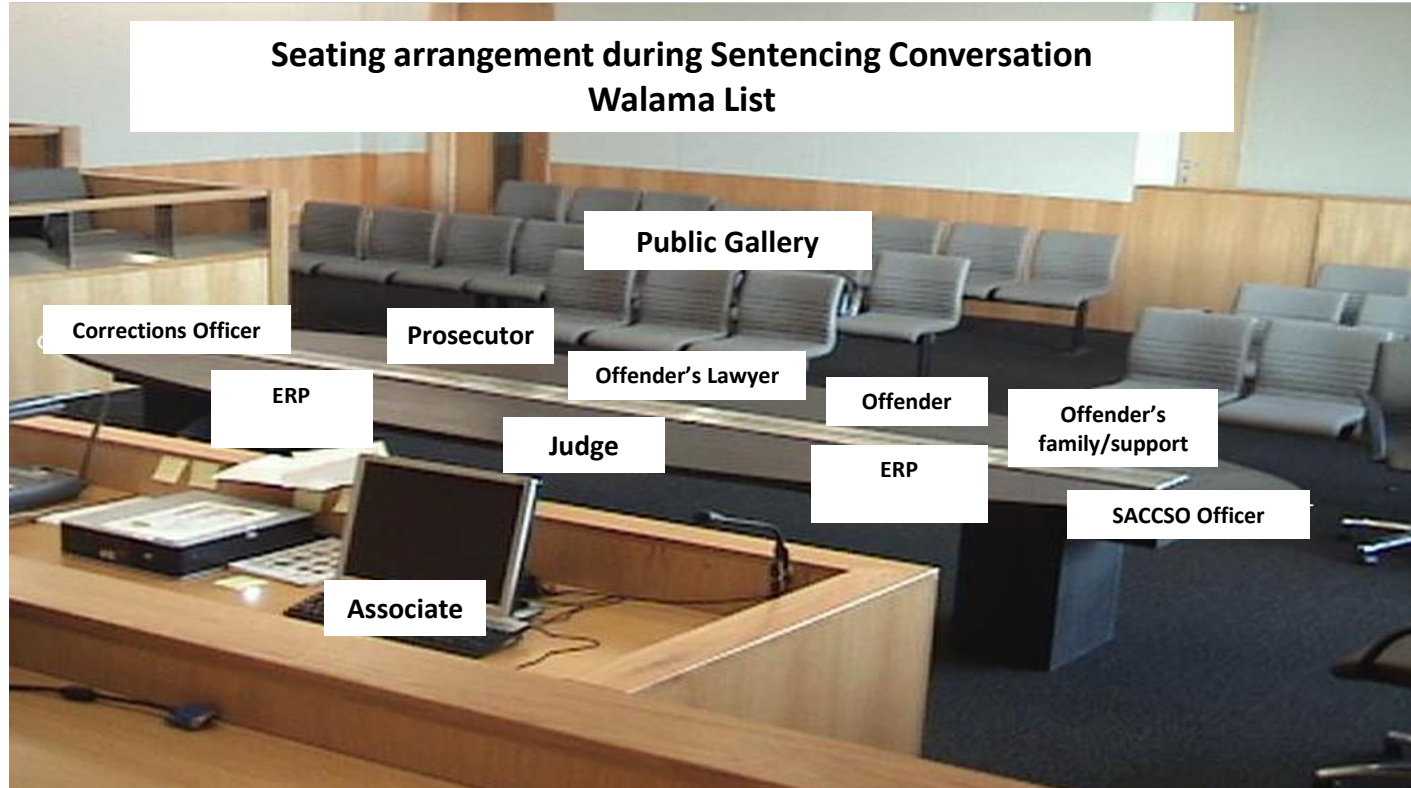 Seating arrangement during Sentencing Conversation
Walama List
Public Gallery
Corrections Officer
Prosecutor
Offender’s Lawyer
ERP
Offender
Offender’s
family/support
Judge
ERP
SACCSO Officer
Associate